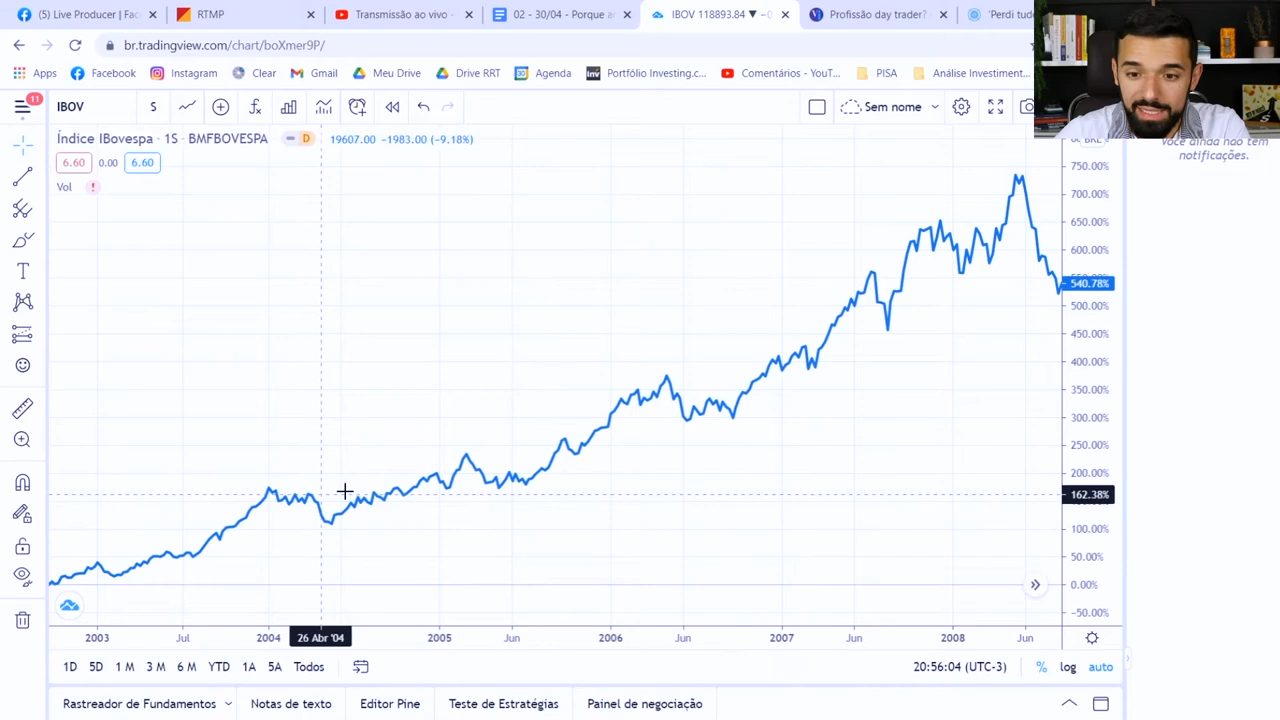 (5) Live Producer | Fac
RTMP
Transmissão ao vivo -
02 - 30/04 - Porque a
IBOV 118893.84 ▼ −0
Profissão day trader?
'Perdi tud
br.tradingview.com/chart/boXmer9P/
Apps
Facebook
Instagram
Clear
Gmail
Meu Drive
Drive RRT
Agenda
Portfólio Investing.c...
Comentários - YouT...
PISA
Análise Investiment...
11
IBOV
$
Sem nome
Índice IBovespa · 1S · BMFBOVESPA
D
19607.00 −1983.00 (−9.18%)
Você ainda não tem
notificações.
6.60
0.00
6.60
Vol
!
BRL
750.00%
700.00%
650.00%
600.00%
540.78%
500.00%
450.00%
400.00%
350.00%
300.00%
250.00%
200.00%
162.38%
100.00%
50.00%
0.00%
−50.00%
2003
Jul
2004
26 Abr '04
2005
Jun
2006
Jun
2007
Jun
2008
Jun
1D
5D
1 M
3 M
6 M
YTD
1A
5A
Todos
20:56:04 (UTC-3)
%
log
auto
Rastreador de Fundamentos
Notas de texto
Editor Pine
Teste de Estratégias
Painel de negociação